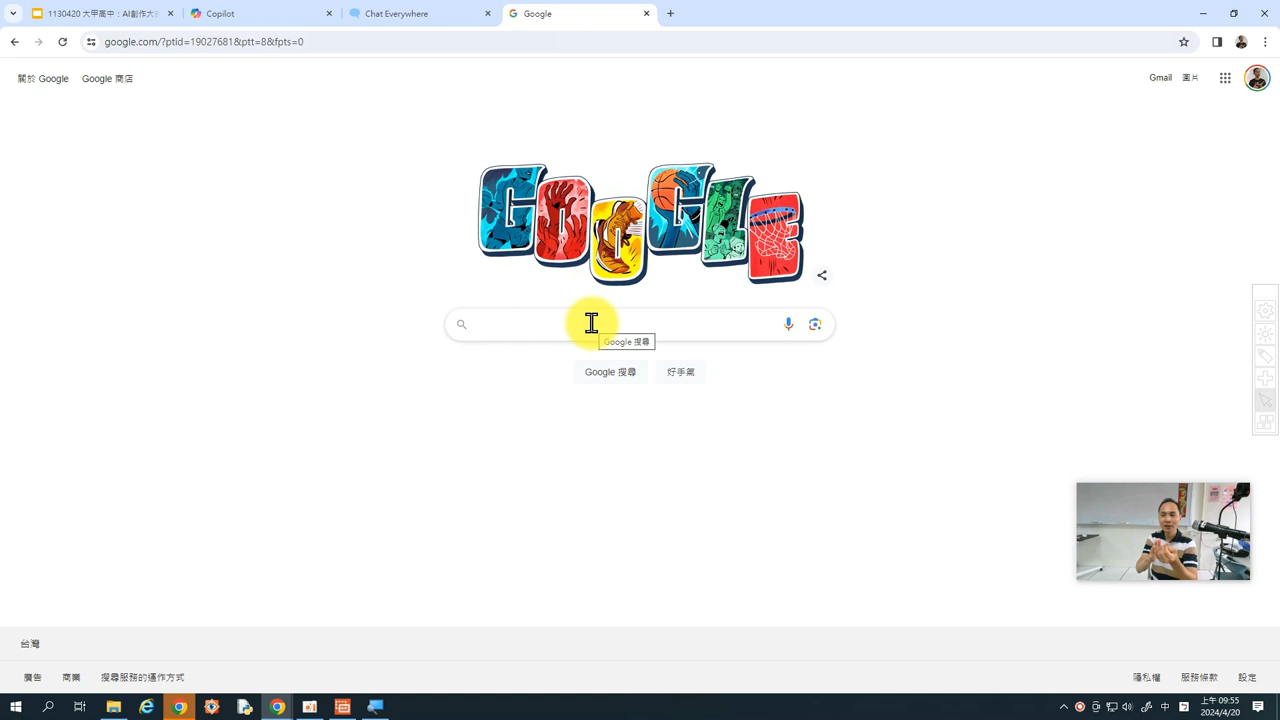 1130420 大甲高中：AI創作大
Copilot
Chat Everywhere
Google
google.com/?ptid=19027681&ptt=8&fpts=0
關於 Google
Google 商店
Gmail
圖片
GOOGLE
Google 搜尋
Google 搜尋
好手氣
台灣
廣告
商業
搜尋服務的運作方式
隱私權
服務條款
設定
中
上午 09:55
2024/4/20